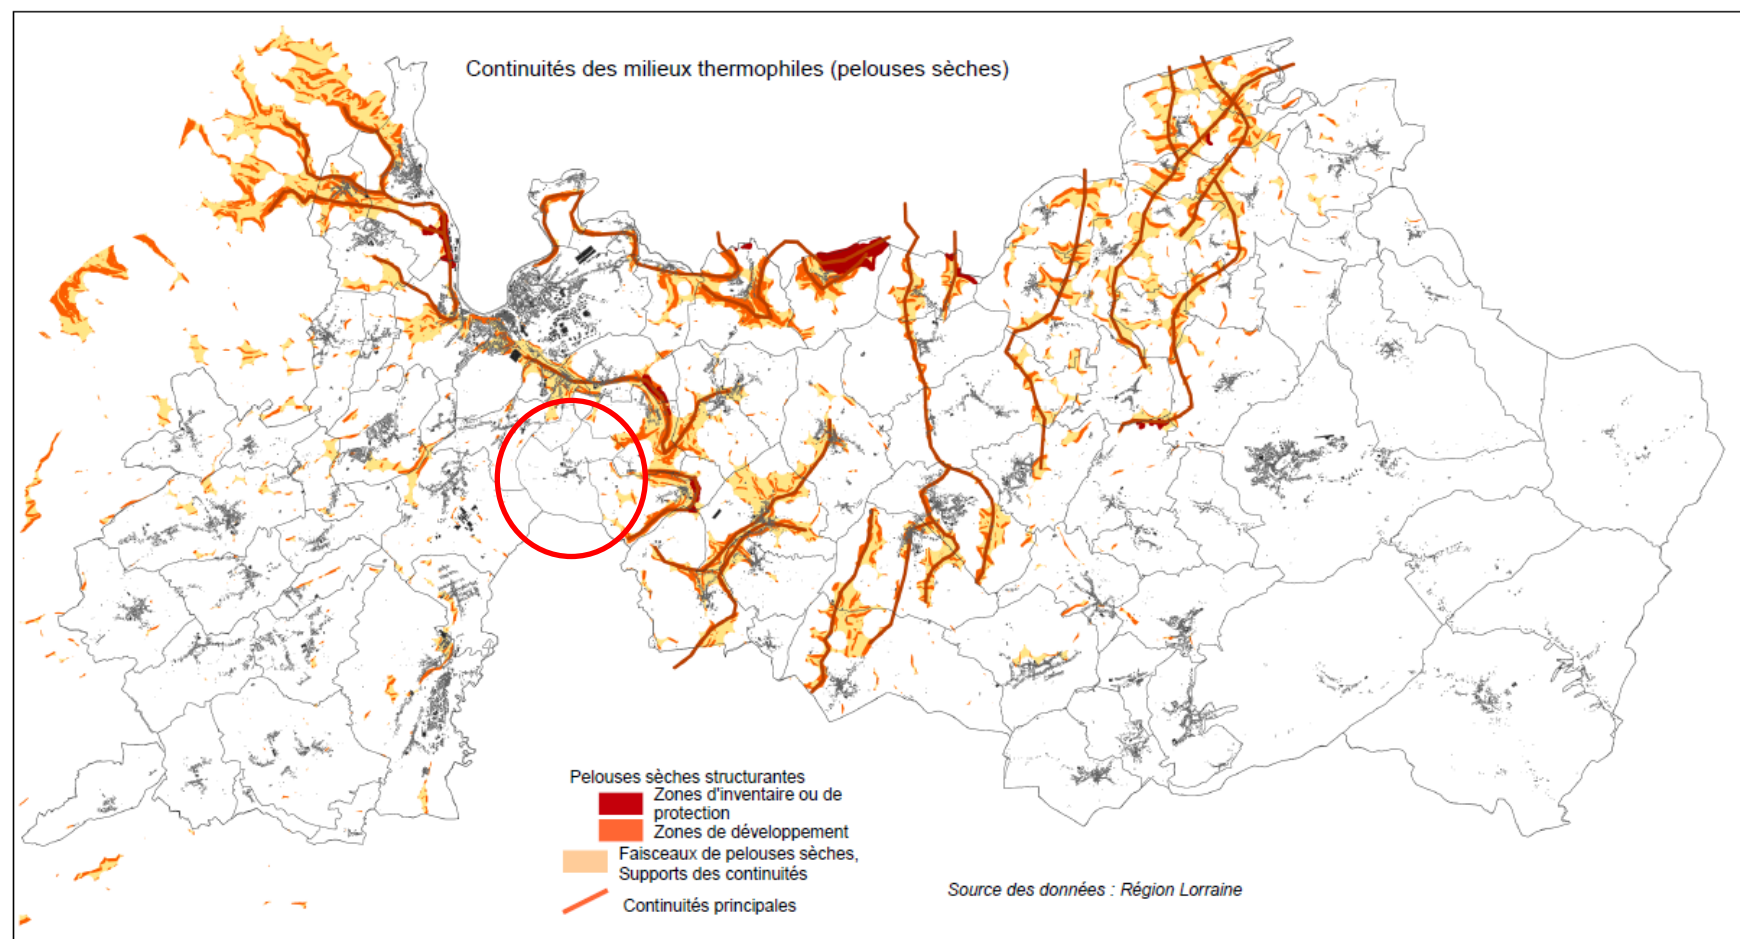 Continuités des milieux thermophiles (pelouses sèches)
Pelouses sèches structurantes
Zones d'inventaire ou de
protection
Zones de développement
Faisceaux de pelouses sèches,
Supports des continuités
Continuités principales
Source des données : Région Lorraine